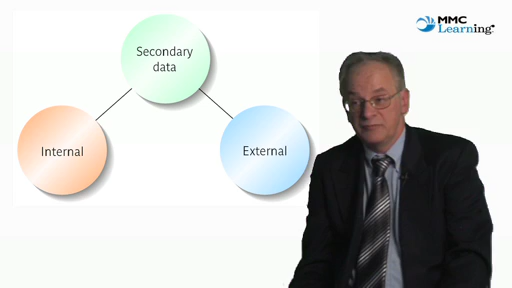 MMC
Learning
Secondary
data
Internal
External